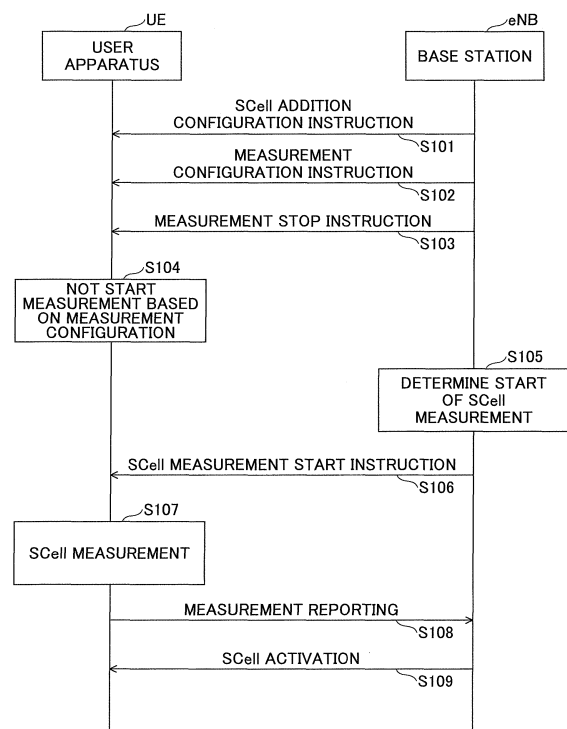 UE
eNB
USER
APPARATUS
BASE STATION
SCell ADDITION
CONFIGURATION INSTRUCTION
S101
MEASUREMENT
CONFIGURATION INSTRUCTION
S102
MEASUREMENT STOP INSTRUCTION
S103
S104
NOT START
MEASUREMENT BASED
ON MEASUREMENT
CONFIGURATION
S105
DETERMINE START
OF SCell
MEASUREMENT
SCell MEASUREMENT START INSTRUCTION
S106
S107
SCell MEASUREMENT
MEASUREMENT REPORTING
S108
SCell ACTIVATION
S109